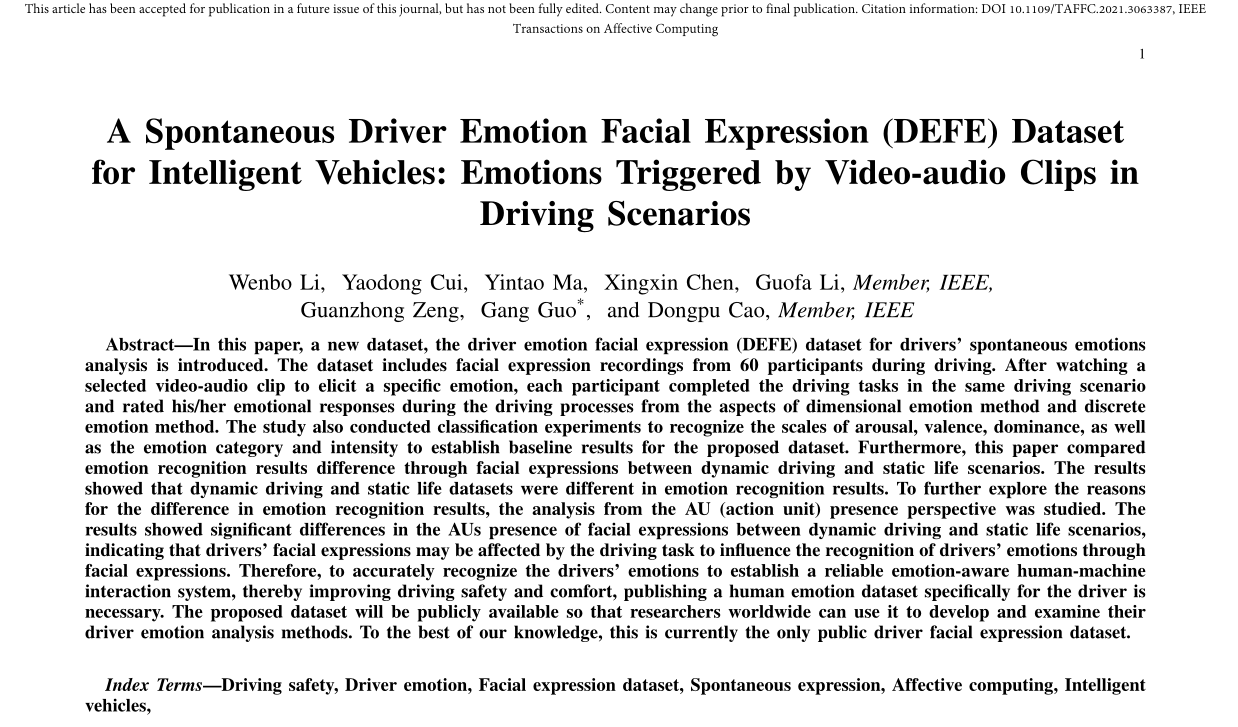 This article has been accepted for publication in a future issue of this journal, but has not been fully edited. Content may change prior to final publication. Citation information: DOI 10.1109/TAFFC.2021.3063387, IEEE
Transactions on Affective Computing
1
A Spontaneous Driver Emotion Facial Expression (DEFE) Dataset
for Intelligent Vehicles: Emotions Triggered by Video-audio Clips in
Driving Scenarios
Wenbo Li, Yaodong Cui, Yintao Ma, Xingxin Chen, Guofa Li, Member, IEEE,
Guanzhong Zeng, Gang Guo*, and Dongpu Cao, Member, IEEE
Abstract—In this paper, a new dataset, the driver emotion facial expression (DEFE) dataset for drivers' spontaneous emotions
analysis is introduced. The dataset includes facial expression recordings from 60 participants during driving. After watching a
selected video-audio clip to elicit a specific emotion, each participant completed the driving tasks in the same driving scenario
and rated his/her emotional responses during the driving processes from the aspects of dimensional emotion method and discrete
emotion method. The study also conducted classification experiments to recognize the scales of arousal, valence, dominance, as well
as the emotion category and intensity to establish baseline results for the proposed dataset. Furthermore, this paper compared
emotion recognition results difference through facial expressions between dynamic driving and static life scenarios. The results
showed that dynamic driving and static life datasets were different in emotion recognition results. To further explore the reasons
for the difference in emotion recognition results, the analysis from the AU (action unit) presence perspective was studied. The
results showed significant differences in the AUs presence of facial expressions between dynamic driving and static life scenarios,
indicating that drivers' facial expressions may be affected by the driving task to influence the recognition of drivers' emotions through
facial expressions. Therefore, to accurately recognize the drivers' emotions to establish a reliable emotion-aware human-machine
interaction system, thereby improving driving safety and comfort, publishing a human emotion dataset specifically for the driver is
necessary. The proposed dataset will be publicly available so that researchers worldwide can use it to develop and examine their
driver emotion analysis methods. To the best of our knowledge, this is currently the only public driver facial expression dataset.
Index Terms—Driving safety, Driver emotion, Facial expression dataset, Spontaneous expression, Affective computing, Intelligent
vehicles,